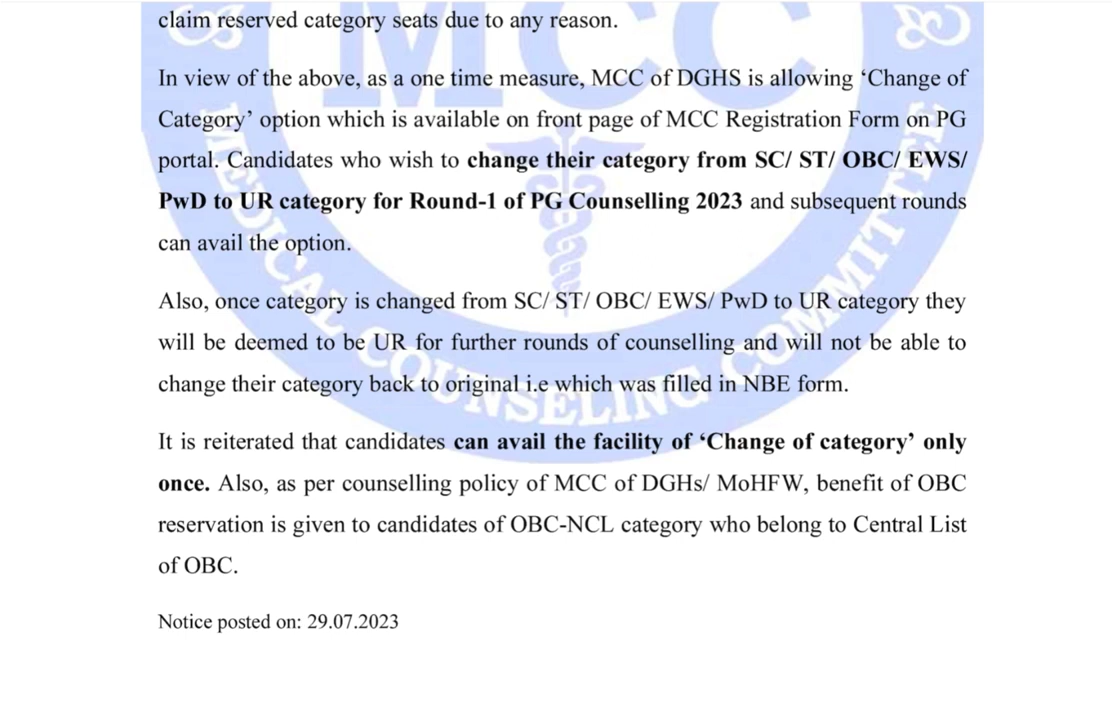 claim reserved category seats due to any reason.
In view of the above, as a one time measure, MCC of DGHS is allowing ‘Change of
Category’ option which is available on front page of MCC Registration Form on PG
portal. Candidates who wish to change their category from SC/ ST/ OBC/ EWS/
PwD to UR category for Round-1 of PG Counselling 2023 and subsequent rounds
can avail the option.
Also, once category is changed from SC/ ST/ OBC/ EWS/ PwD to UR category they
will be deemed to be UR for further rounds of counselling and will not be able to
change their category back to original i.e which was filled in NBE form.
It is reiterated that candidates can avail the facility of ‘Change of category’ only
once. Also, as per counselling policy of MCC of DGHs/ MoHFW, benefit of OBC
reservation is given to candidates of OBC-NCL category who belong to Central List
of OBC.
Notice posted on: 29.07.2023
MCC
MEDICAL COUNSELING COMMITTEE